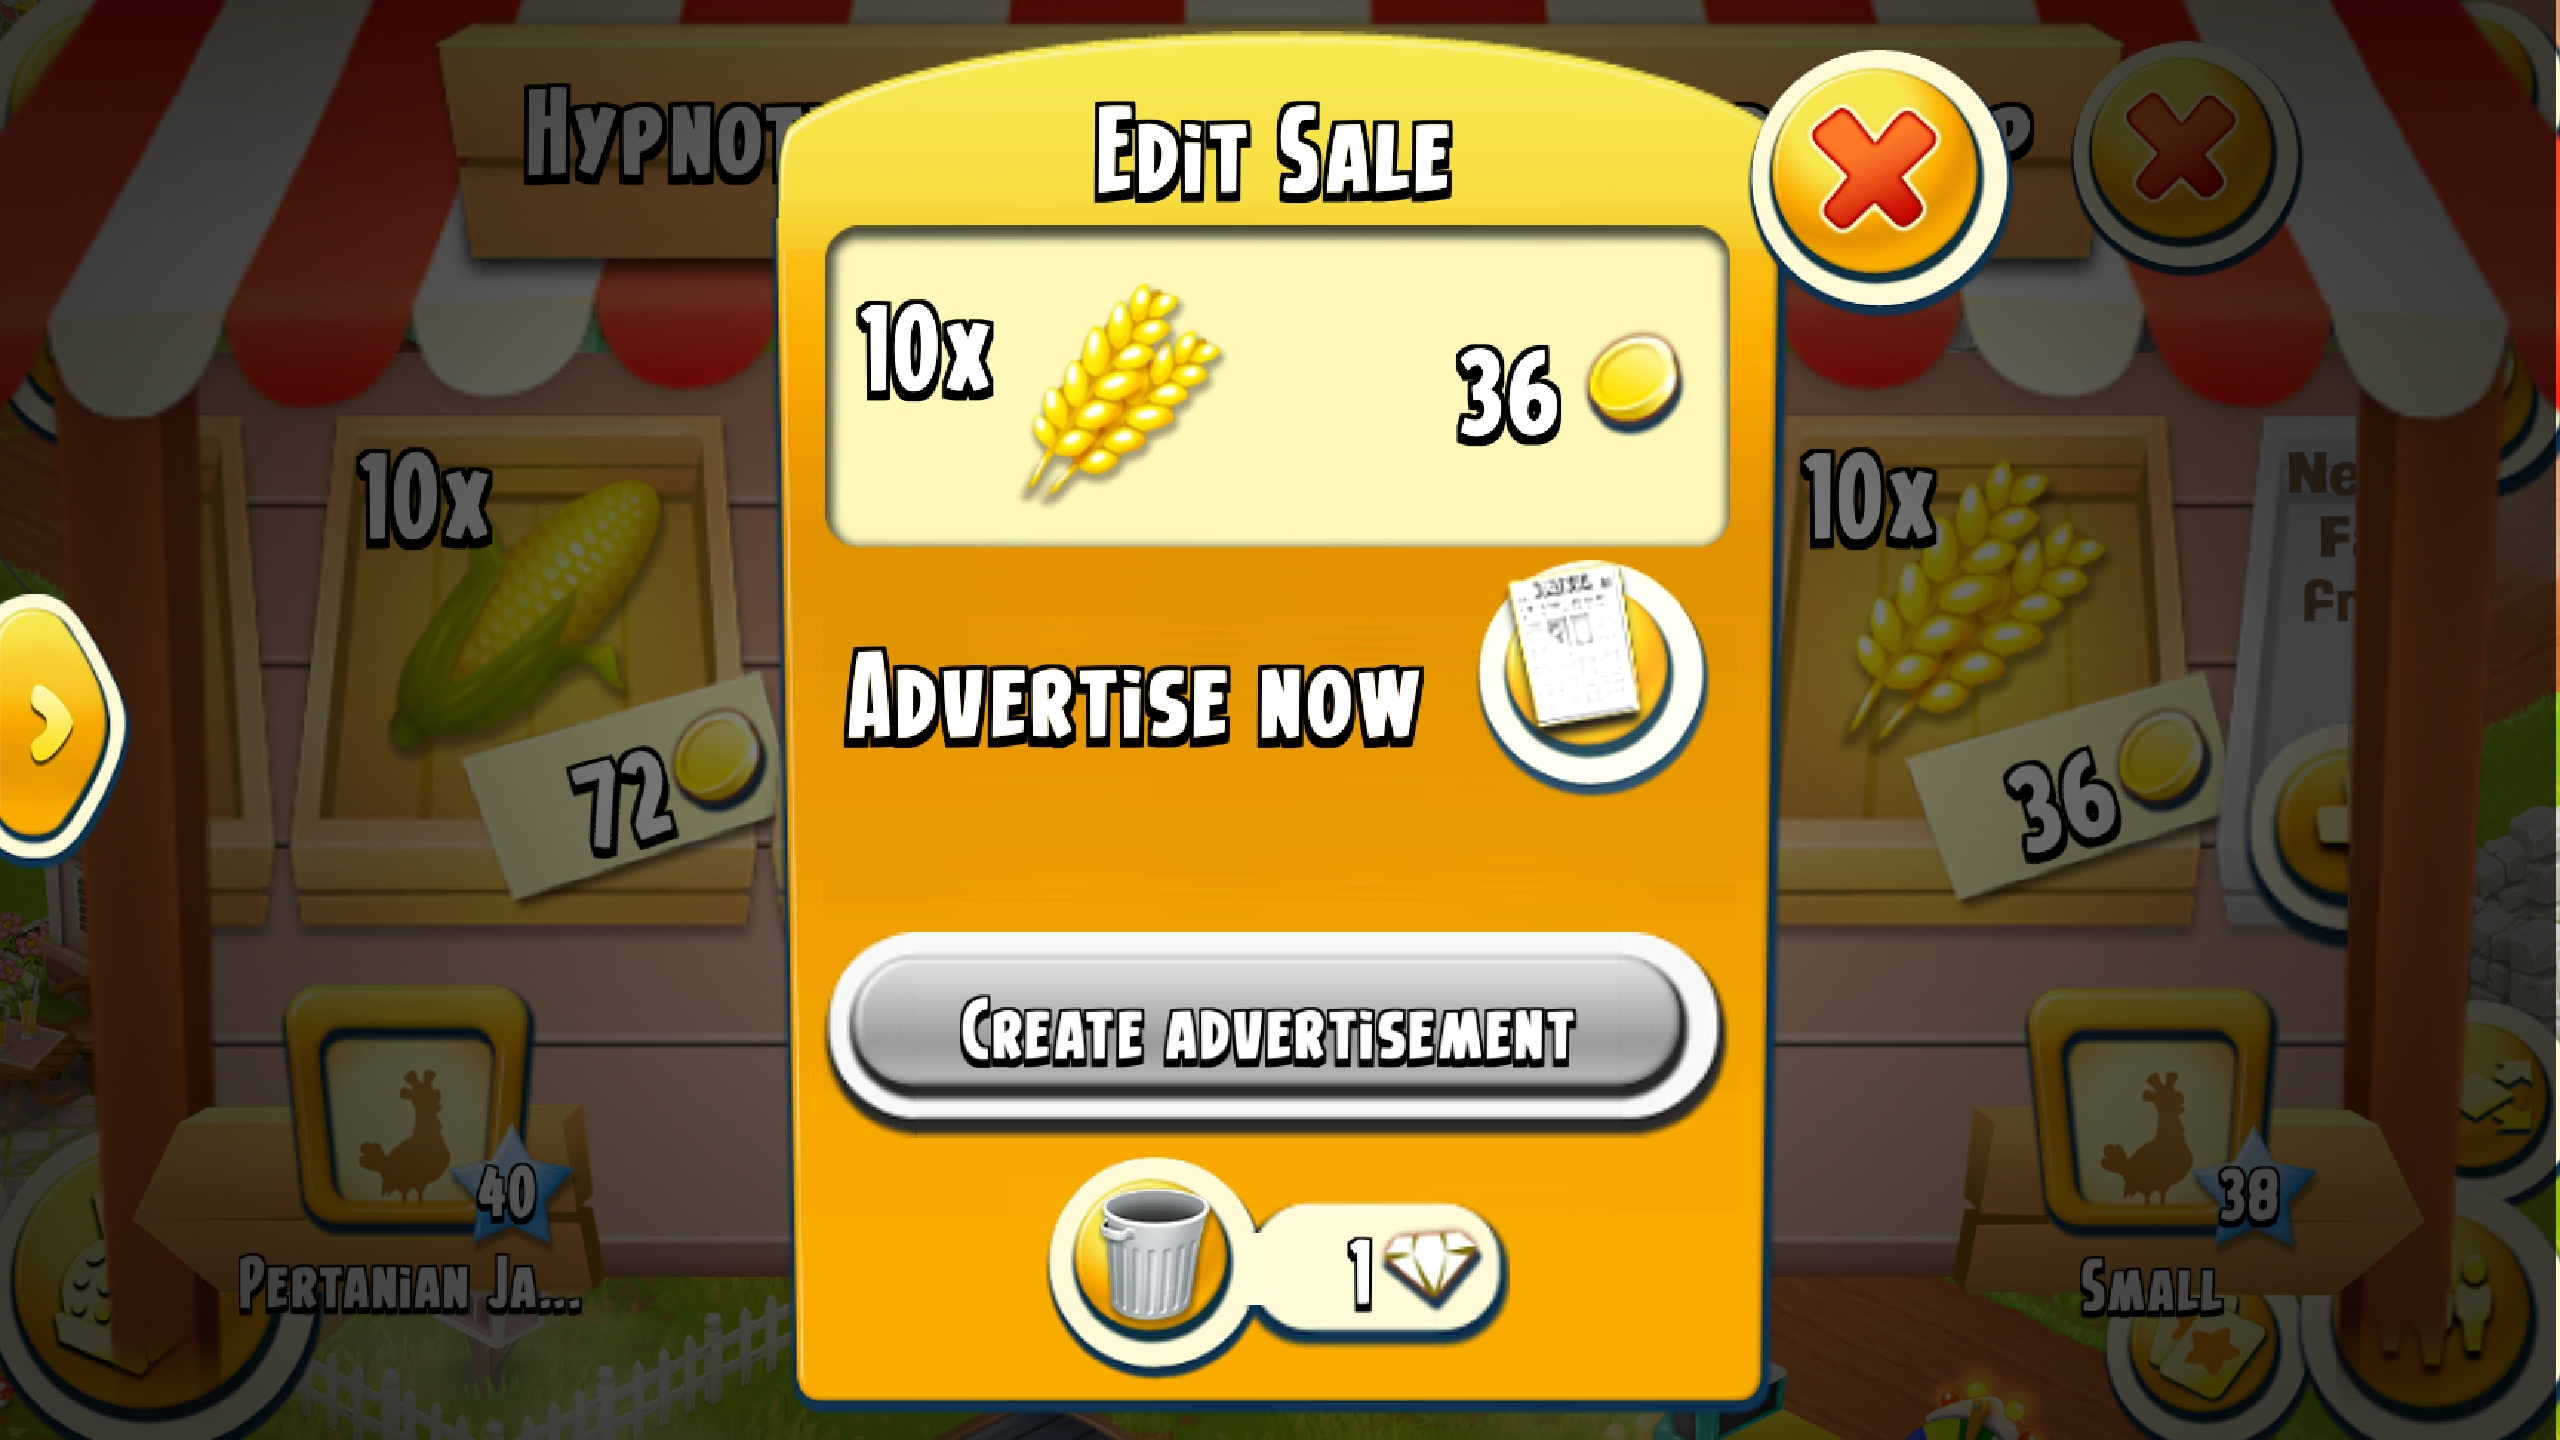 Hypnot
Edit Sale
10x
36
10x
72
10x
36
Ne
Fa
fr
Advertise now
Create advertisement
1
40
Pertanian Ja...
38
Small